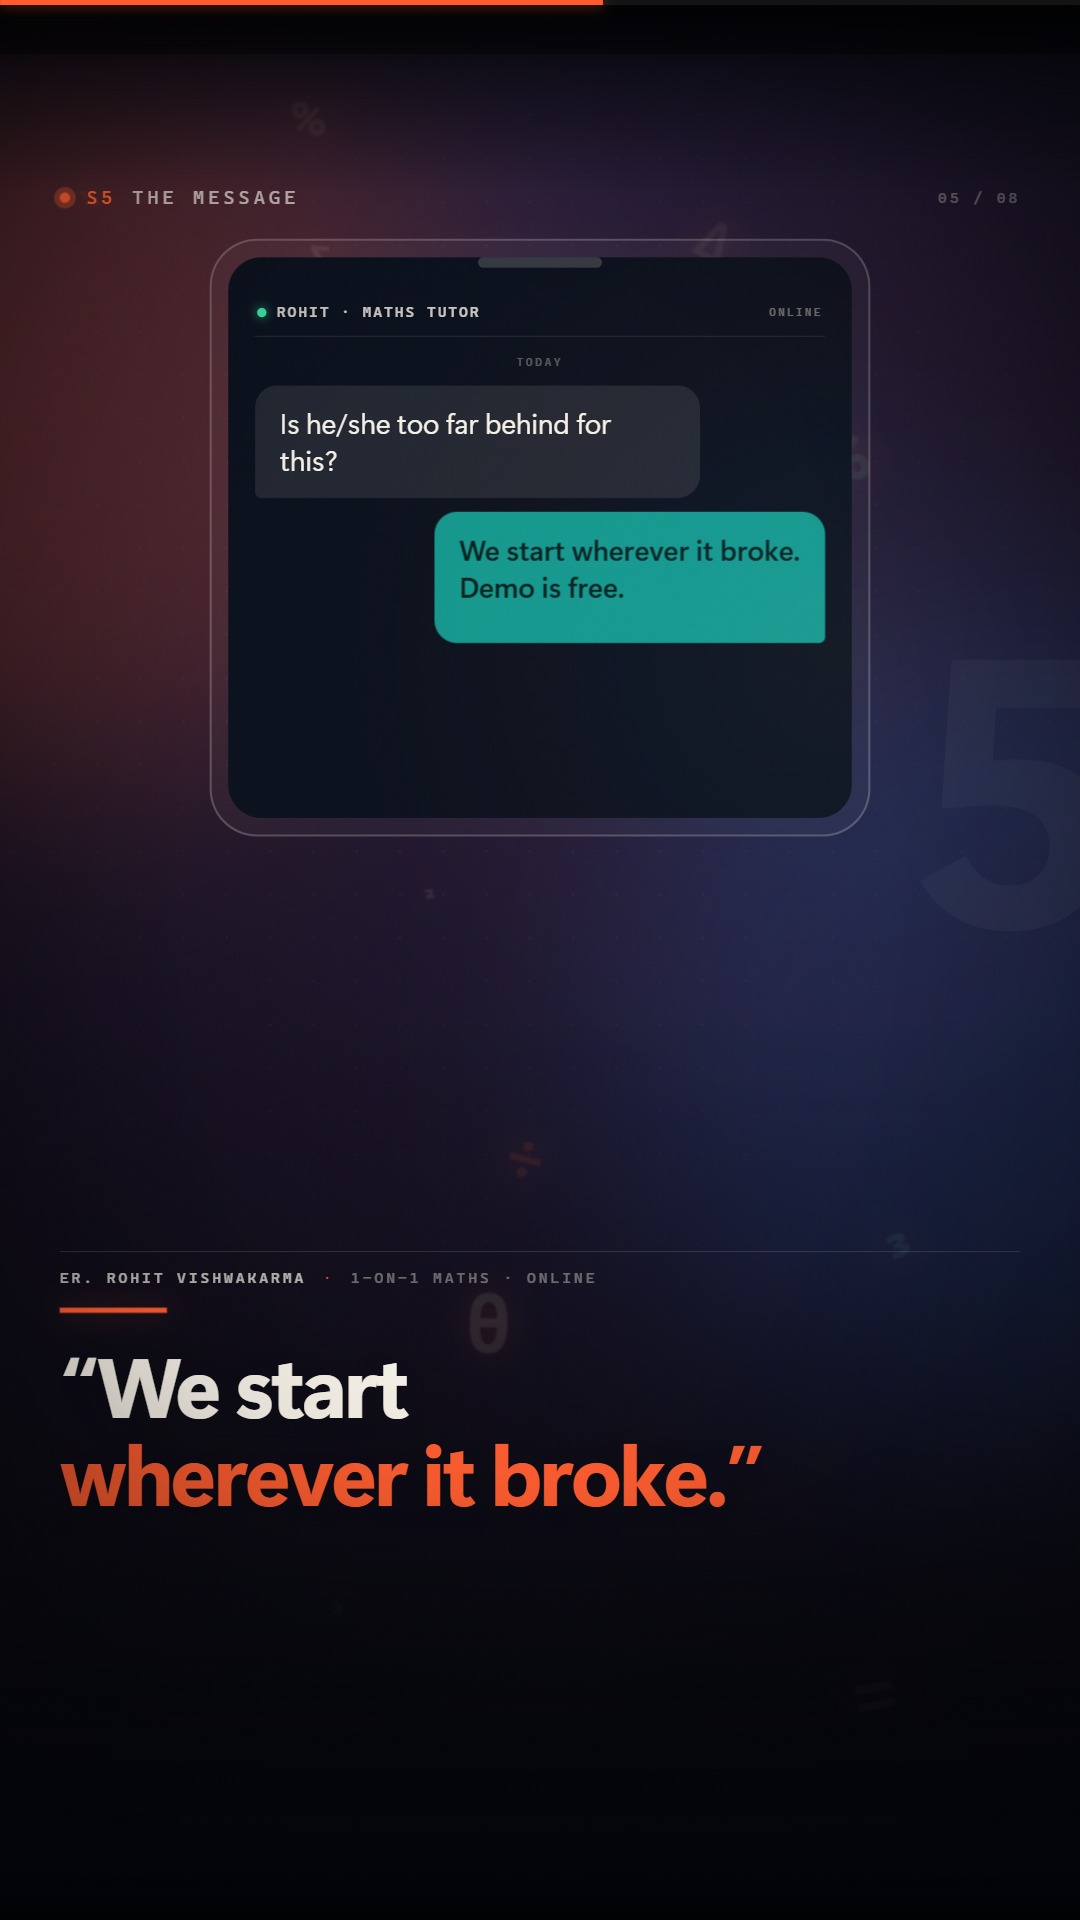 %
S5 THE MESSAGE
05 / 08
ROHIT · MATHS TUTOR
ONLINE
TODAY
Is he/she too far behind for
this?
We start wherever it broke.
Demo is free.
5
÷
3
ER. ROHIT VISHWAKARMA · 1-ON-1 MATHS · ONLINE
θ
“We start
wherever it broke.”
=